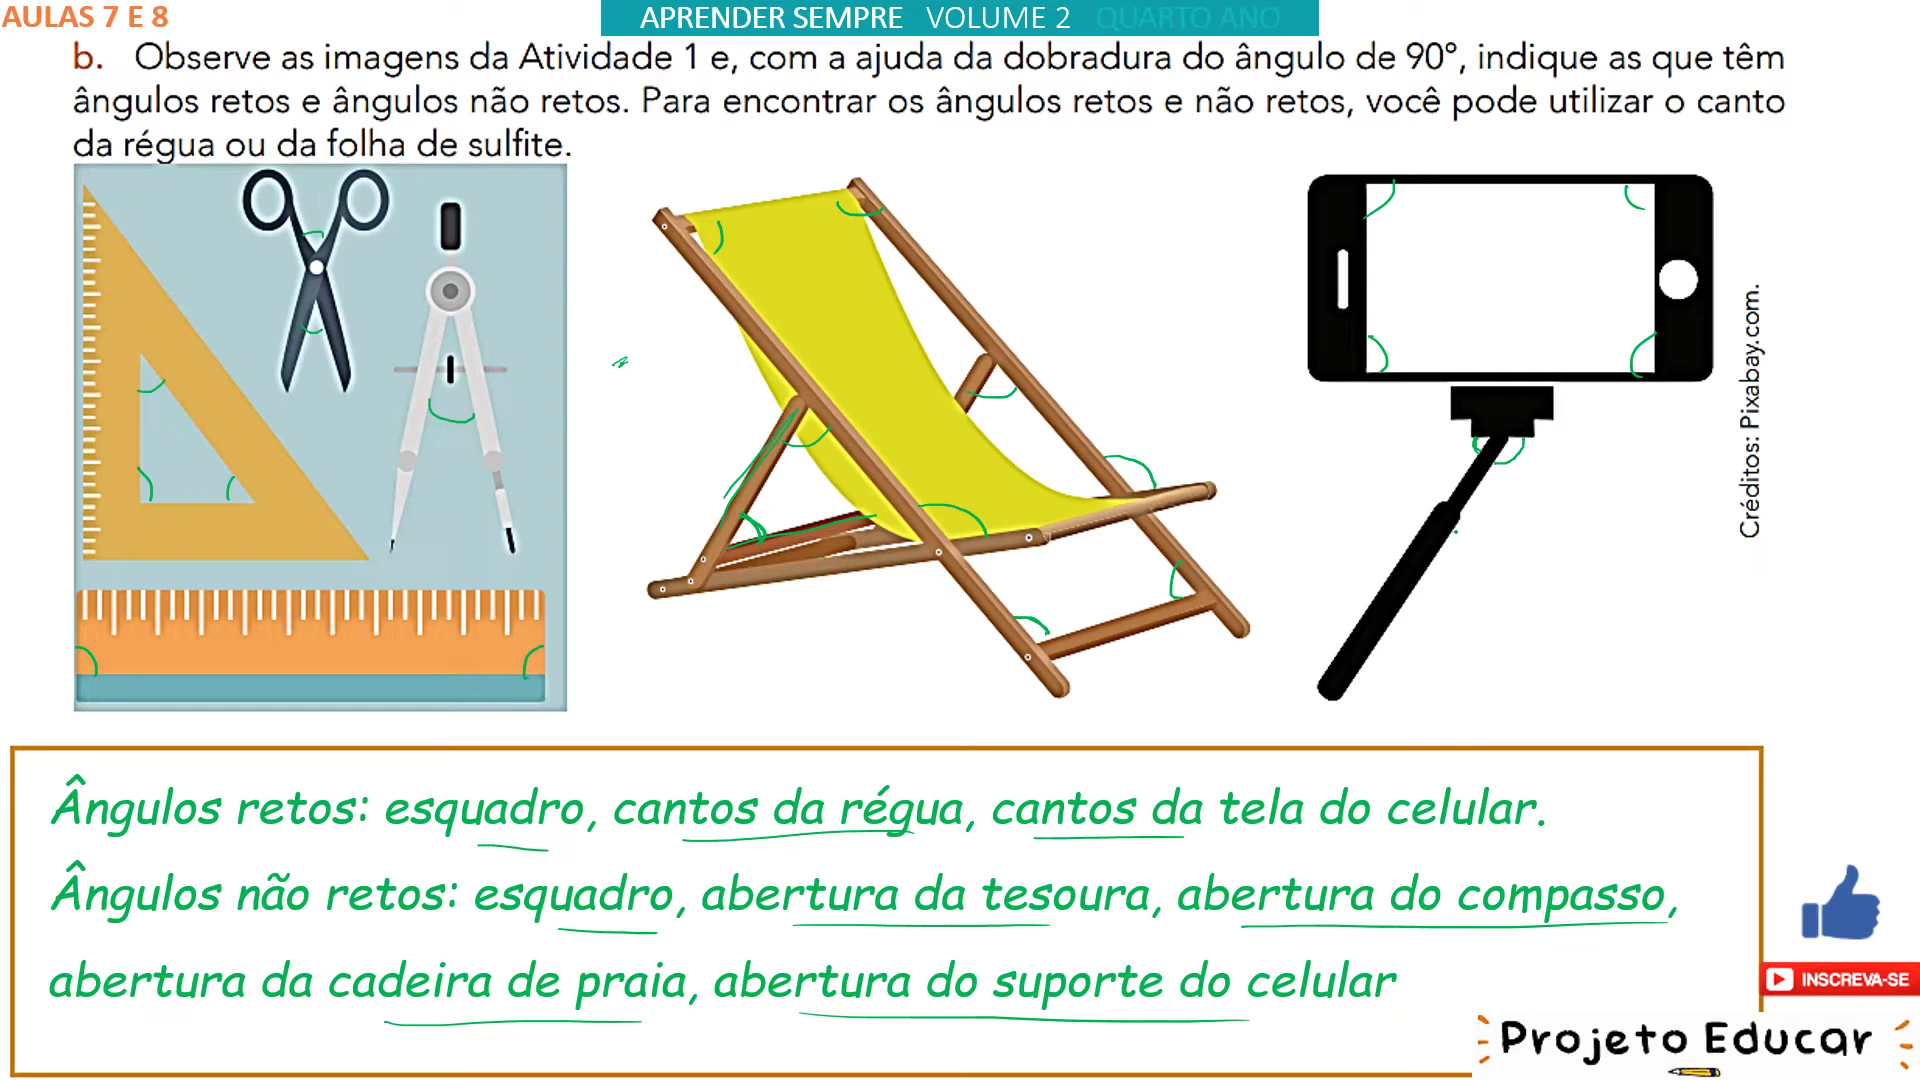 AULAS 7 E 8
APRENDER SEMPRE VOLUME 2 QUARTO ANO
b. Observe as imagens da Atividade 1 e, com a ajuda da dobradura do ângulo de 90°, indique as que têm
ângulos retos e ângulos não retos. Para encontrar os ângulos retos e não retos, você pode utilizar o canto
da régua ou da folha de sulfite.
Créditos: Pixabay.com.
Ângulos retos: esquadro, cantos da régua, cantos da tela do celular.
Ângulos não retos: esquadro, abertura da tesoura, abertura do compasso,
abertura da cadeira de praia, abertura do suporte do celular
INSCREVA-SE
Projeto Educar